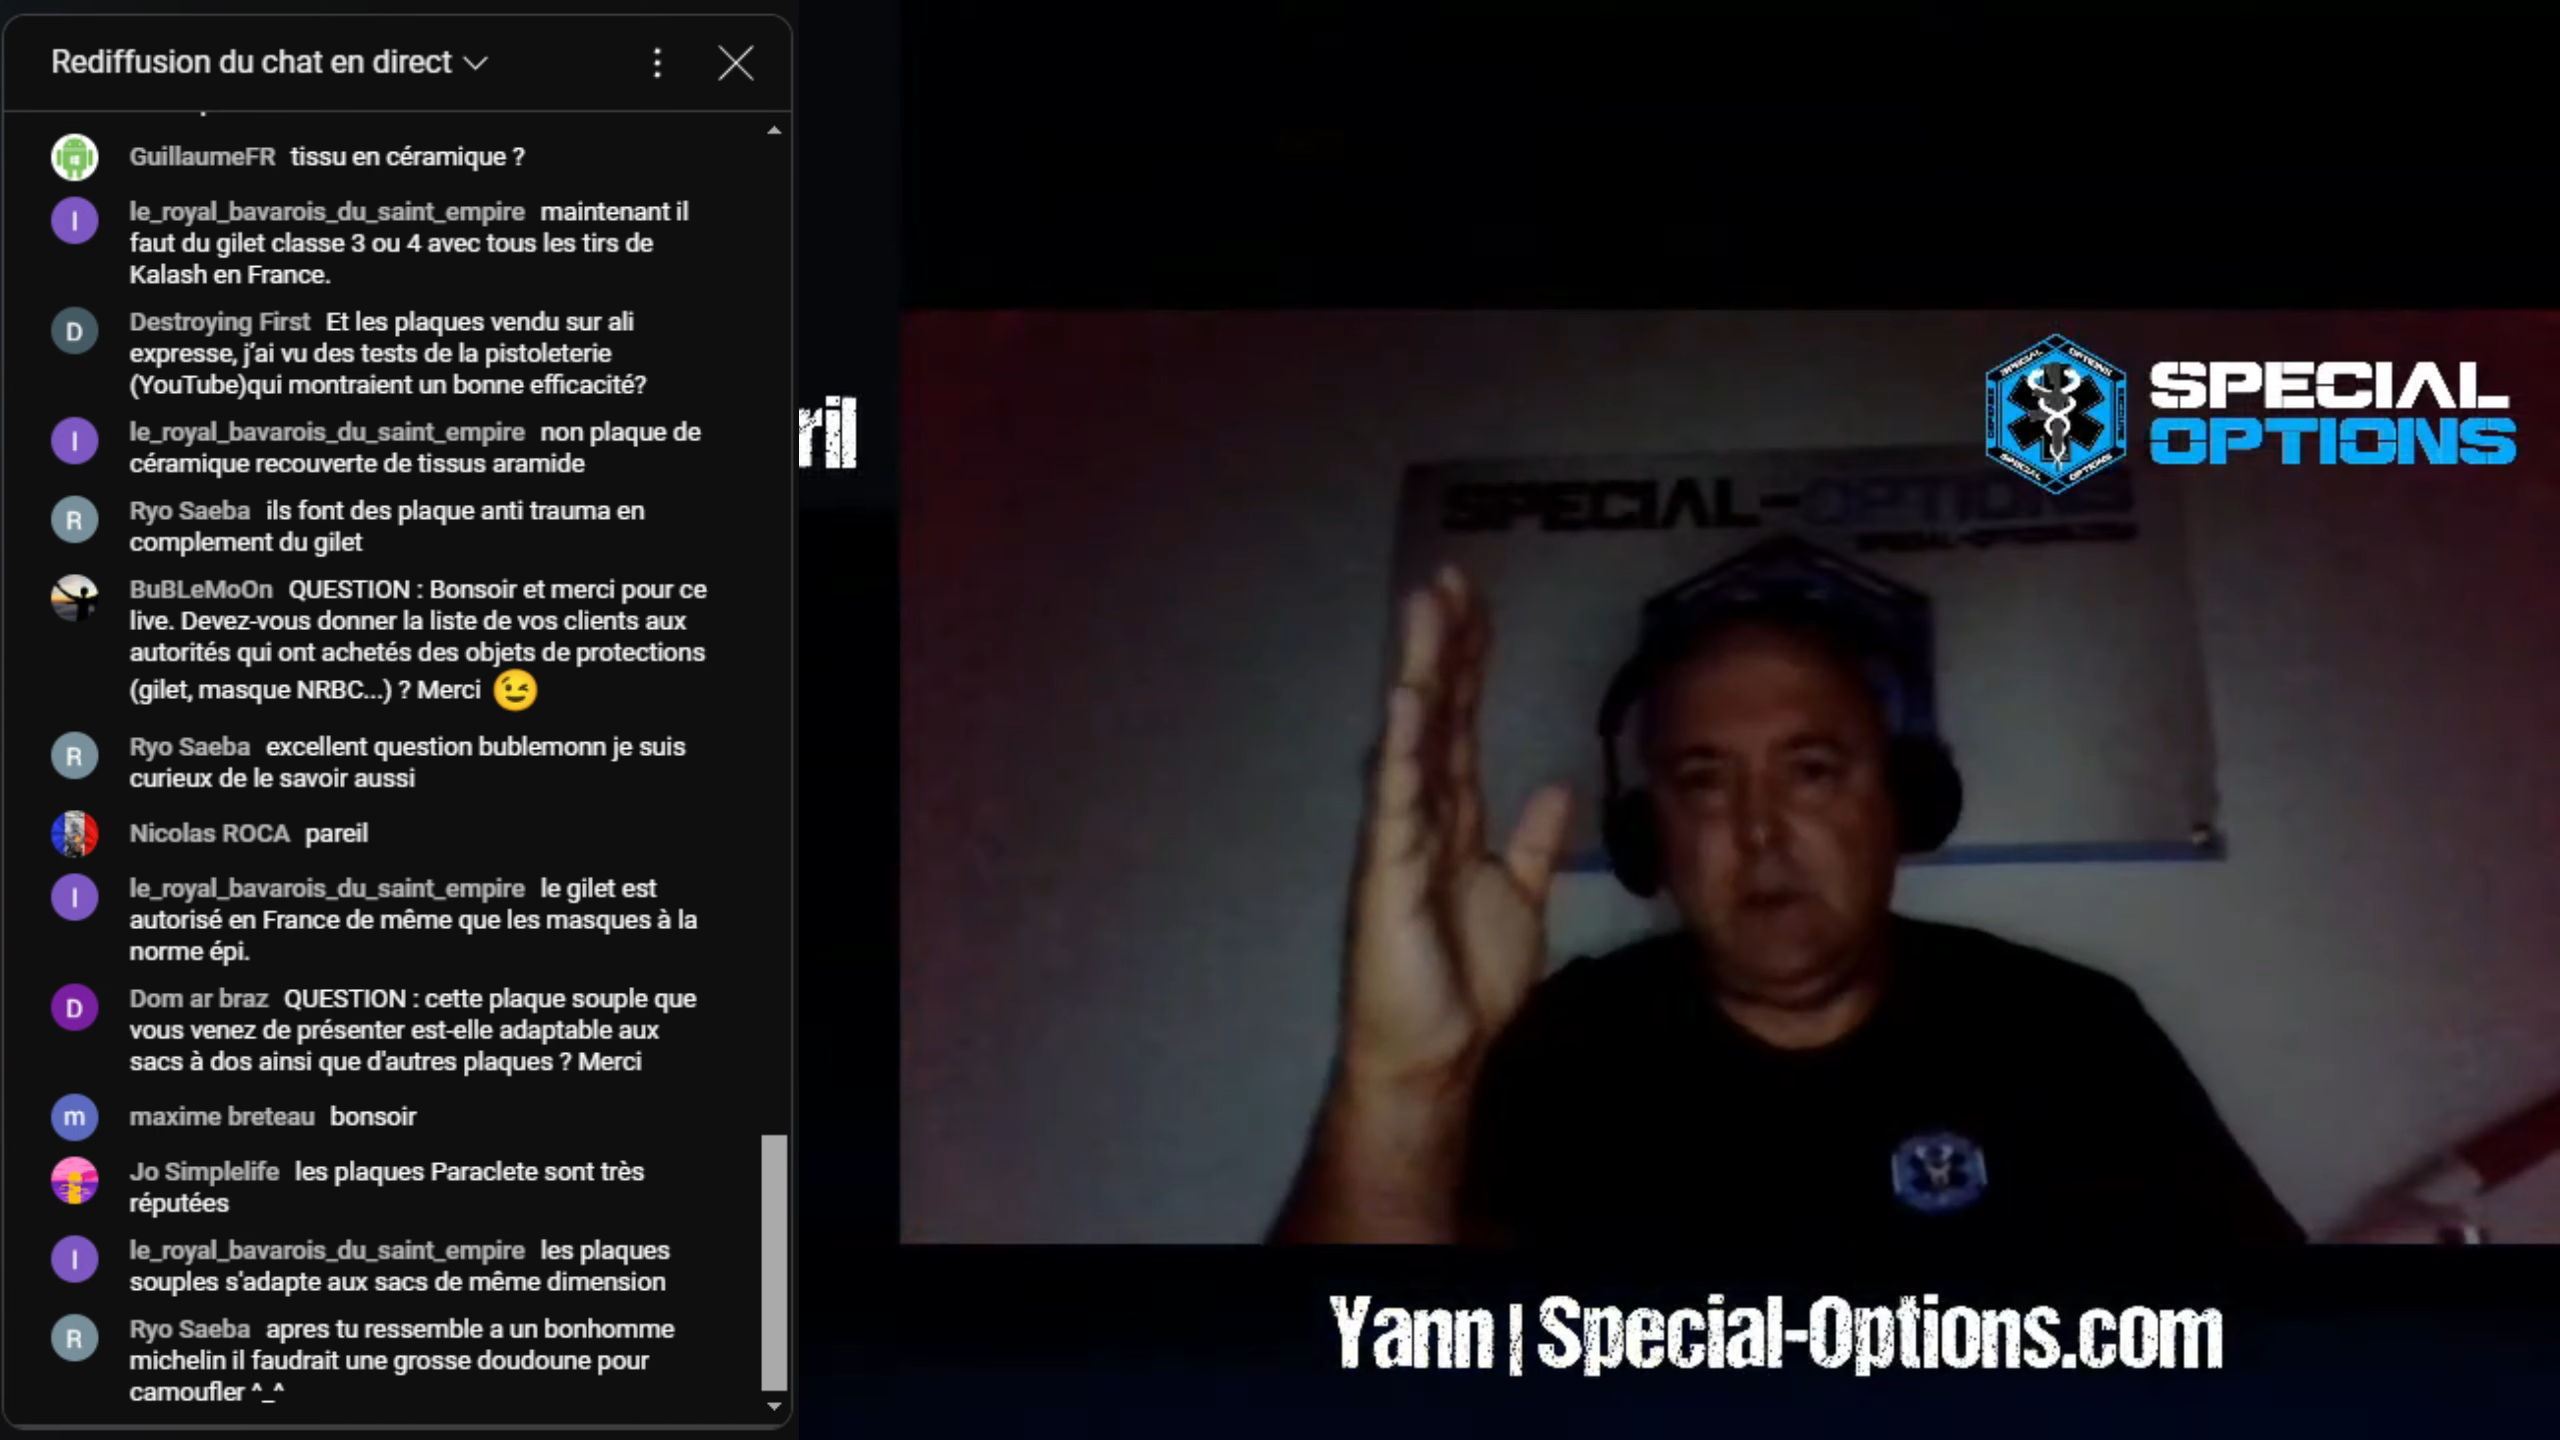 Rediffusion du chat en direct
GuillaumeFR tissu en céramique ?
le_royal_bavarois_du_saint_empire maintenant il
faut du gilet classe 3 ou 4 avec tous les tirs de
Kalash en France.
D
Destroying First Et les plaques vendu sur ali
expresse, j'ai vu des tests de la pistoleterie
(YouTube)qui montraient un bonne efficacité?
le_royal_bavarois_du_saint_empire non plaque de
céramique recouverte de tissus aramide
R
Ryo Saeba ils font des plaque anti trauma en
complement du gilet
BuBLeMoOn QUESTION : Bonsoir et merci pour ce
live. Devez-vous donner la liste de vos clients aux
autorités qui ont achetés des objets de protections
(gilet, masque NRBC...) ? Merci 😉
R
Ryo Saeba excellent question bublemonn je suis
curieux de le savoir aussi
Nicolas ROCA pareil
le_royal_bavarois_du_saint_empire le gilet est
autorisé en France de même que les masques à la
norme épi.
D
Dom ar braz QUESTION : cette plaque souple que
vous venez de présenter est-elle adaptable aux
sacs à dos ainsi que d'autres plaques ? Merci
m
maxime breteau bonsoir
Jo Simplelife les plaques Paraclete sont très
réputées
le_royal_bavarois_du_saint_empire les plaques
souples s'adapte aux sacs de même dimension
R
Ryo Saeba apres tu ressemble a un bonhomme
michelin il faudrait une grosse doudoune pour
camoufler ^_^
ril
SPECIAL
OPTIONS
SPECIAL-OPTIONS
Yann | Special-Options.com